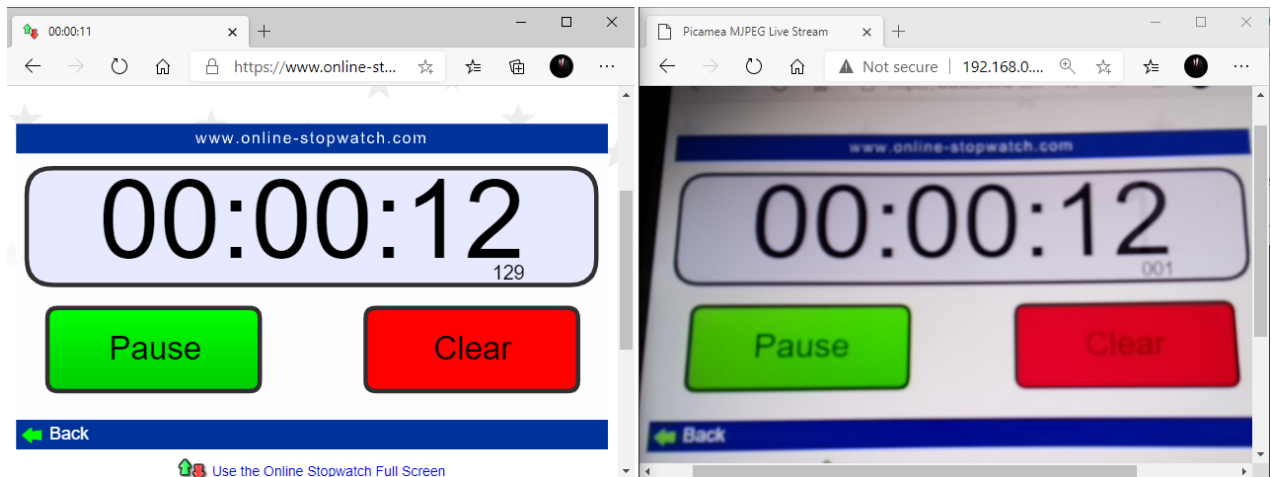 00:00:11
https://www.online-st...
www.online-stopwatch.com
00:00:12
129
Pause
Clear
Back
Use the Online Stopwatch Full Screen
Picamea MJPEG Live Stream
Not secure
192.168.0....
www.online-stopwatch.com
00:00:12
001
Pause
Clear
Back